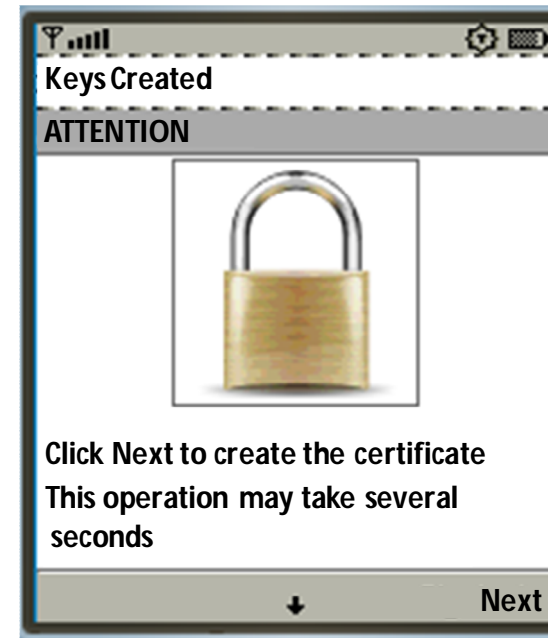 Keys Created
ATTENTION
Click Next to create the certificate
This operation may take several
seconds
Next